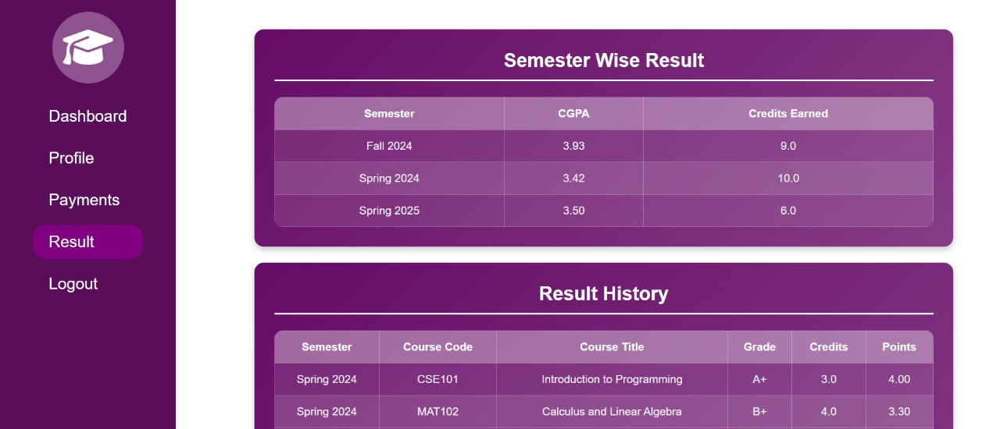 Dashboard
Profile
Payments
Result
Logout
Semester Wise Result
Semester CGPA Credits Earned
Fall 2024 3.93 9.0
Spring 2024 3.42 10.0
Spring 2025 3.50 6.0
Result History
Semester Course Code Course Title Grade Credits Points
Spring 2024 CSE101 Introduction to Programming A+ 3.0 4.00
Spring 2024 MAT102 Calculus and Linear Algebra B+ 4.0 3.30